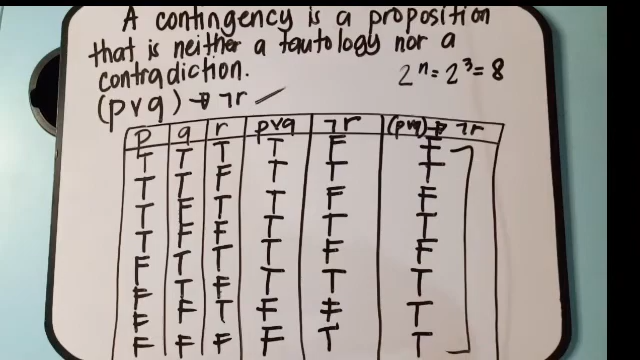 A contingency is a proposition
that is neither a tautology nor a
contradiction.
2ⁿ = 2³ = 8
(p∨q) → ¬r
p q r p∨q ¬r (p∨q) → ¬r
T T T T F F
T T F T T T
T F T T F F
T F F T T T
F T T T F F
F T F T T T
F F T F F T
F F F F T T